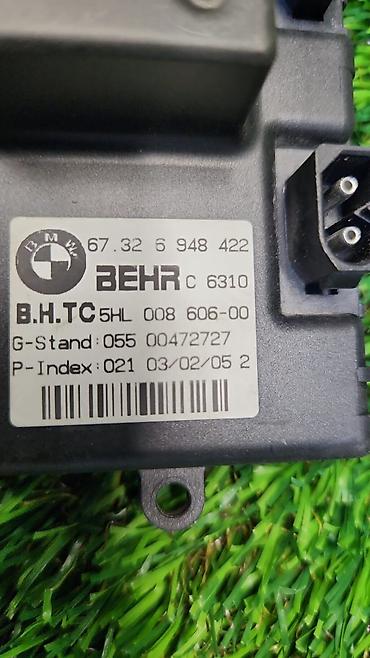 BMW
67.32 6 948 422
BEHR C 6310
B.H.TC 5HL 008 606-00
G-Stand:055 00472727
P-Index:021 03/02/05 2